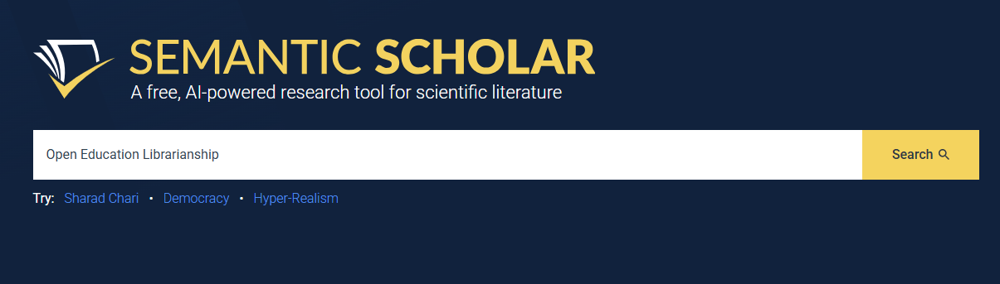 SEMANTIC SCHOLAR
A free, AI-powered research tool for scientific literature
Open Education Librarianship Search
Try: Sharad Chari • Democracy • Hyper-Realism